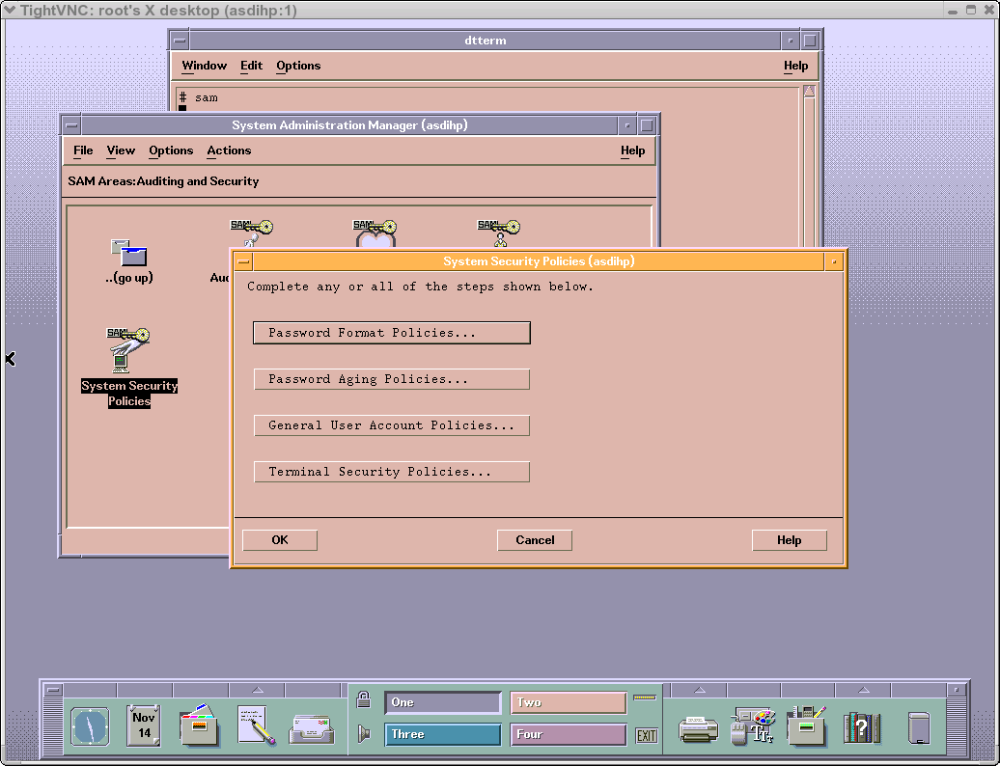 TightVNC: root's X desktop (asdihp:1)
dtterm
Window Edit Options Help
# sam
System Administration Manager (asdihp)
File View Options Actions Help
SAM Areas:Auditing and Security
SAM SAM SAM
..(go up)
System Security Policies (asdihp)
Complete any or all of the steps shown below.
Password Format Policies...
Password Aging Policies...
General User Account Policies...
Terminal Security Policies...
OK Cancel Help
SAM
System Security
Policies
One Two
Three Four
EXIT
Nov
14
?